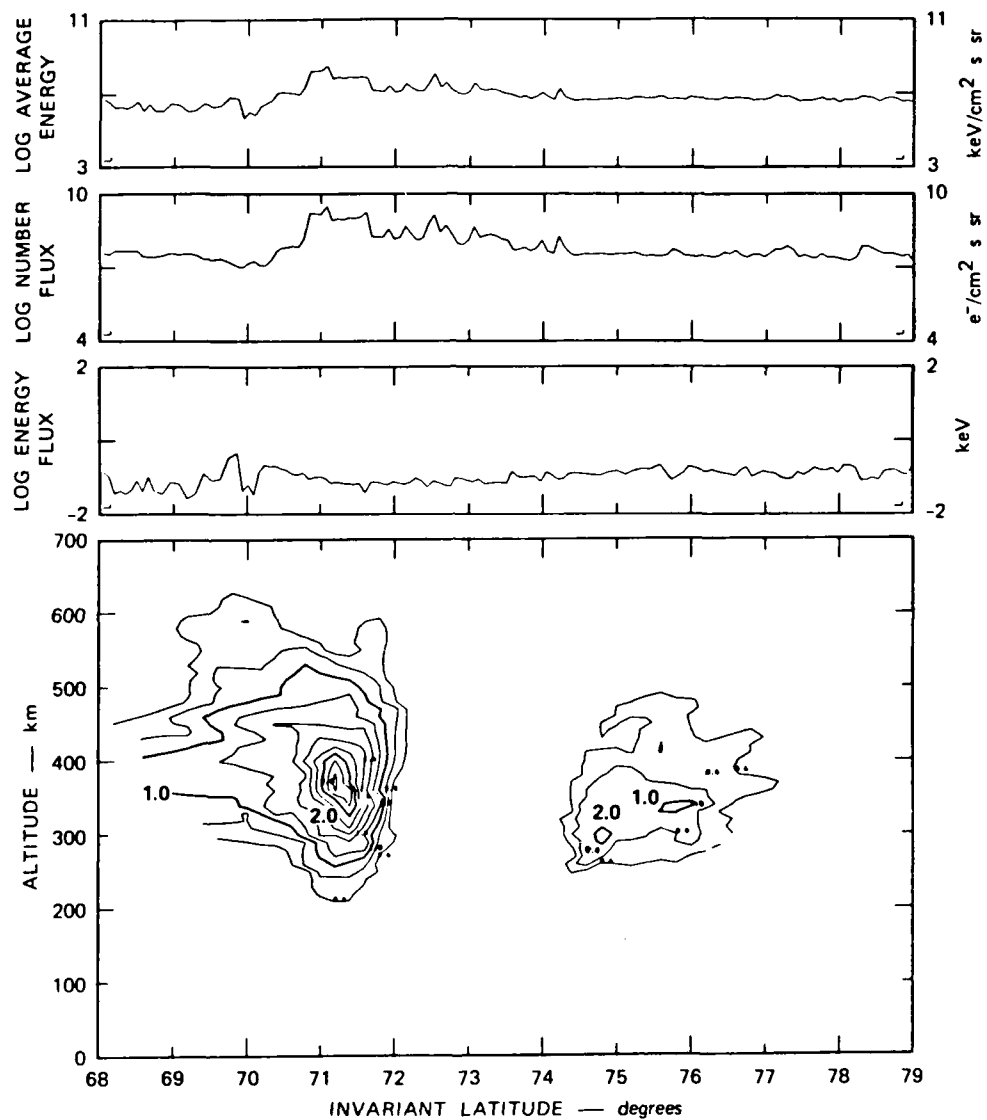 11
11
LOG AVERAGE
ENERGY
keV/cm² s sr
3
3
10
10
LOG NUMBER
FLUX
e⁻/cm² s sr
4
4
2
2
LOG ENERGY
FLUX
keV
-2
-2
700
600
500
400
300
200
100
0
ALTITUDE — km
1.0
2.0
2.0
1.0
68 69 70 71 72 73 74 75 76 77 78 79
INVARIANT LATITUDE — degrees